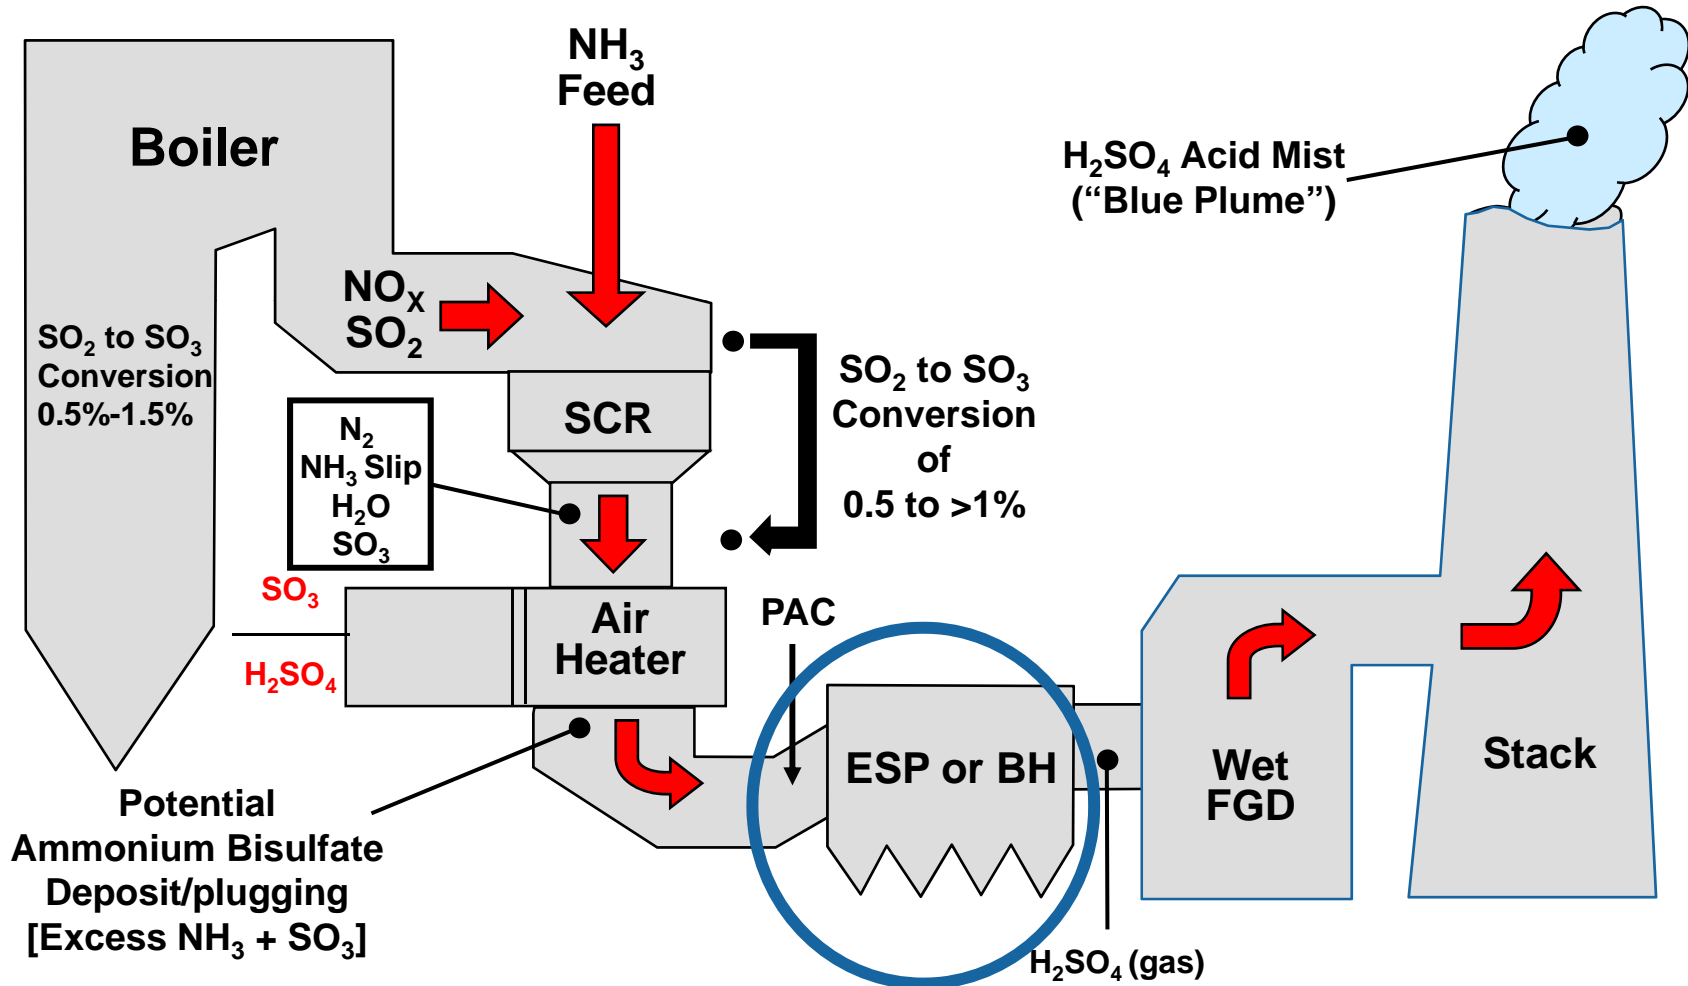 NH₃
Feed
Boiler
H₂SO₄ Acid Mist
(“Blue Plume”)
NOX
SO₂
SO₂ to SO₃
Conversion
0.5%-1.5%
SO₂ to SO₃
Conversion
of
0.5 to >1%
SCR
N₂
NH₃ Slip
H₂O
SO₃
SO₃
H₂SO₄
Air
Heater
PAC
ESP or BH
Wet
FGD
Stack
Potential
Ammonium Bisulfate
Deposit/plugging
[Excess NH₃ + SO₃]
H₂SO₄ (gas)